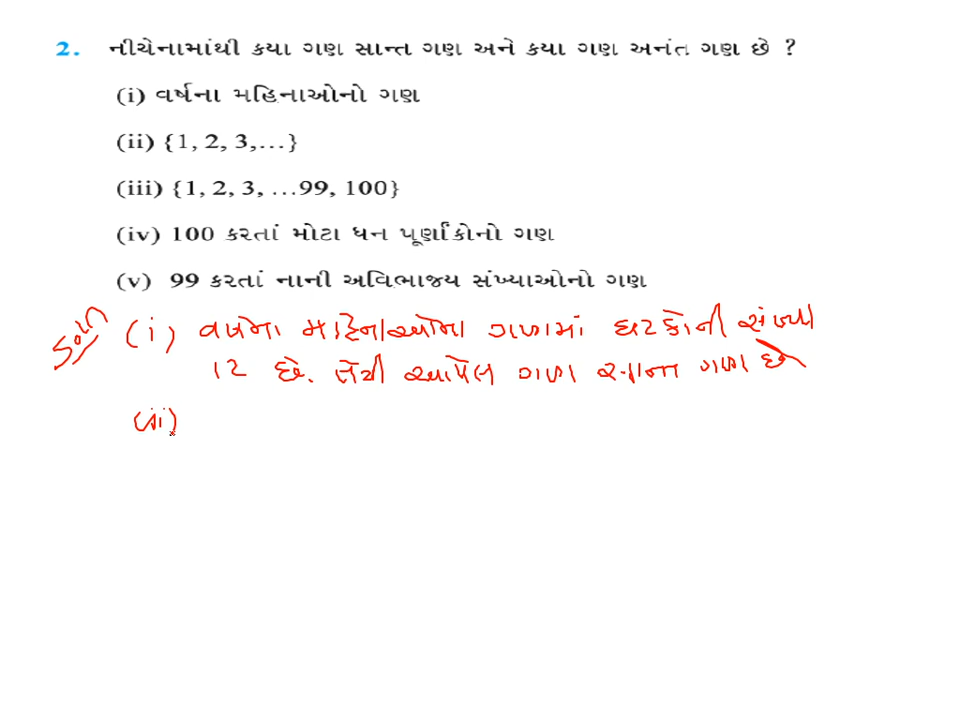 2. નીચેનામાંથી કયા ગણ સાન્ત ગણ અને કયા ગણ અનંત ગણ છે ?
(i) વર્ષના મહિનાઓનો ગણ
(ii) {1, 2, 3,...}
(iii) {1, 2, 3, ...99, 100}
(iv) 100 કરતાં મોટા ધન પૂર્ણાંકોનો ગણ
(v) 99 કરતાં નાની અવિભાજ્ય સંખ્યાઓનો ગણ
Solⁿ (i) વર્ષના મહિનાઓના ગણમાં ઘટકોની સંખ્યા
12 છે. તેથી આપેલ ગણ સાન્ત ગણ છે
(ii)